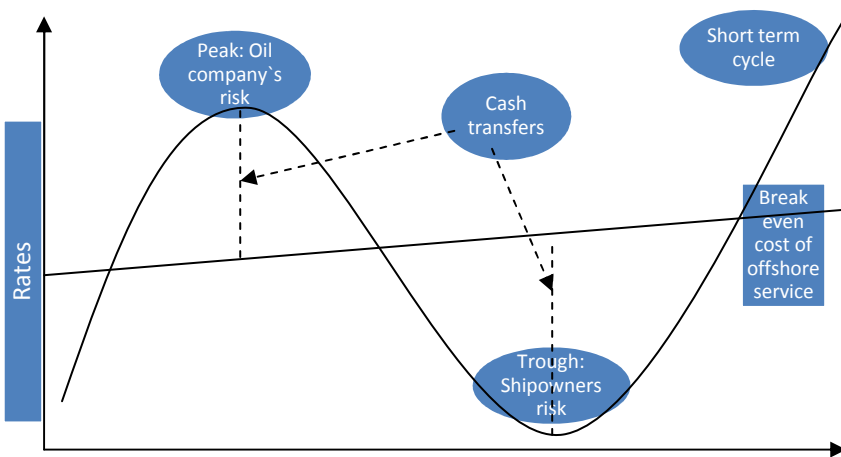 Peak: Oil
company`s
risk
Short term
cycle
Cash
transfers
Rates
Break
even
cost of
offshore
service
Trough:
Shipowners
risk